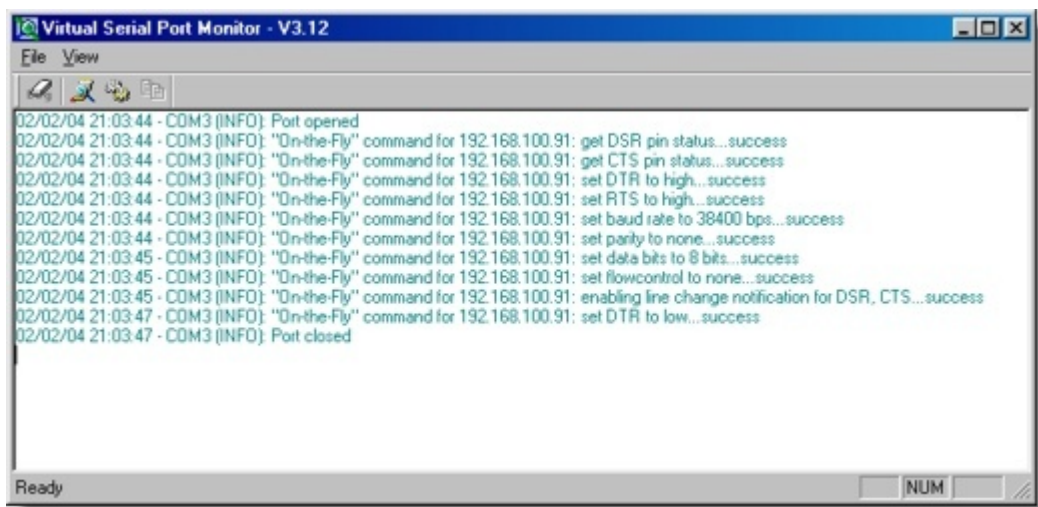 Virtual Serial Port Monitor - V3.12
File View
02/02/04 21:03:44 - COM3 (INFO): Port opened
02/02/04 21:03:44 - COM3 (INFO): "On-the-Fly" command for 192.168.100.91: get DSR pin status...success
02/02/04 21:03:44 - COM3 (INFO): "On-the-Fly" command for 192.168.100.91: get CTS pin status...success
02/02/04 21:03:44 - COM3 (INFO): "On-the-Fly" command for 192.168.100.91: set DTR to high...success
02/02/04 21:03:44 - COM3 (INFO): "On-the-Fly" command for 192.168.100.91: set RTS to high...success
02/02/04 21:03:44 - COM3 (INFO): "On-the-Fly" command for 192.168.100.91: set baud rate to 38400 bps...success
02/02/04 21:03:44 - COM3 (INFO): "On-the-Fly" command for 192.168.100.91: set parity to none...success
02/02/04 21:03:45 - COM3 (INFO): "On-the-Fly" command for 192.168.100.91: set data bits to 8 bits...success
02/02/04 21:03:45 - COM3 (INFO): "On-the-Fly" command for 192.168.100.91: set flowcontrol to none...success
02/02/04 21:03:45 - COM3 (INFO): "On-the-Fly" command for 192.168.100.91: enabling line change notification for DSR, CTS...success
02/02/04 21:03:47 - COM3 (INFO): "On-the-Fly" command for 192.168.100.91: set DTR to low...success
02/02/04 21:03:47 - COM3 (INFO): Port closed
Ready NUM